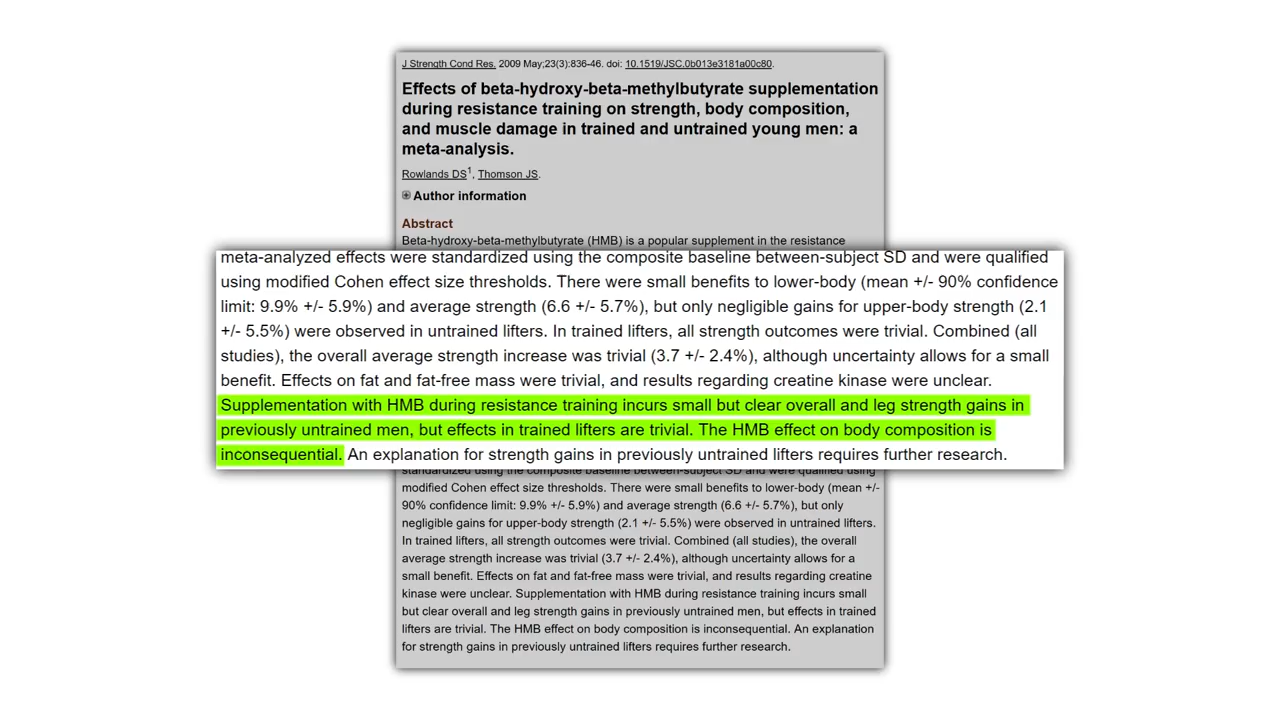 J Strength Cond Res. 2009 May;23(3):836-46. doi: 10.1519/JSC.0b013e3181a00c80.
Effects of beta-hydroxy-beta-methylbutyrate supplementation
during resistance training on strength, body composition,
and muscle damage in trained and untrained young men: a
meta-analysis.
Rowlands DS1, Thomson JS.
Author information
Abstract
Beta-hydroxy-beta-methylbutyrate (HMB) is a popular supplement in the resistance
meta-analyzed effects were standardized using the composite baseline between-subject SD and were qualified
using modified Cohen effect size thresholds. There were small benefits to lower-body (mean +/- 90% confidence
limit: 9.9% +/- 5.9%) and average strength (6.6 +/- 5.7%), but only negligible gains for upper-body strength (2.1
+/- 5.5%) were observed in untrained lifters. In trained lifters, all strength outcomes were trivial. Combined (all
studies), the overall average strength increase was trivial (3.7 +/- 2.4%), although uncertainty allows for a small
benefit. Effects on fat and fat-free mass were trivial, and results regarding creatine kinase were unclear.
Supplementation with HMB during resistance training incurs small but clear overall and leg strength gains in
previously untrained men, but effects in trained lifters are trivial. The HMB effect on body composition is
inconsequential. An explanation for strength gains in previously untrained lifters requires further research.
standardized using the composite baseline between-subject SD and were qualified using
modified Cohen effect size thresholds. There were small benefits to lower-body (mean +/-
90% confidence limit: 9.9% +/- 5.9%) and average strength (6.6 +/- 5.7%), but only
negligible gains for upper-body strength (2.1 +/- 5.5%) were observed in untrained lifters.
In trained lifters, all strength outcomes were trivial. Combined (all studies), the overall
average strength increase was trivial (3.7 +/- 2.4%), although uncertainty allows for a
small benefit. Effects on fat and fat-free mass were trivial, and results regarding creatine
kinase were unclear. Supplementation with HMB during resistance training incurs small
but clear overall and leg strength gains in previously untrained men, but effects in trained
lifters are trivial. The HMB effect on body composition is inconsequential. An explanation
for strength gains in previously untrained lifters requires further research.